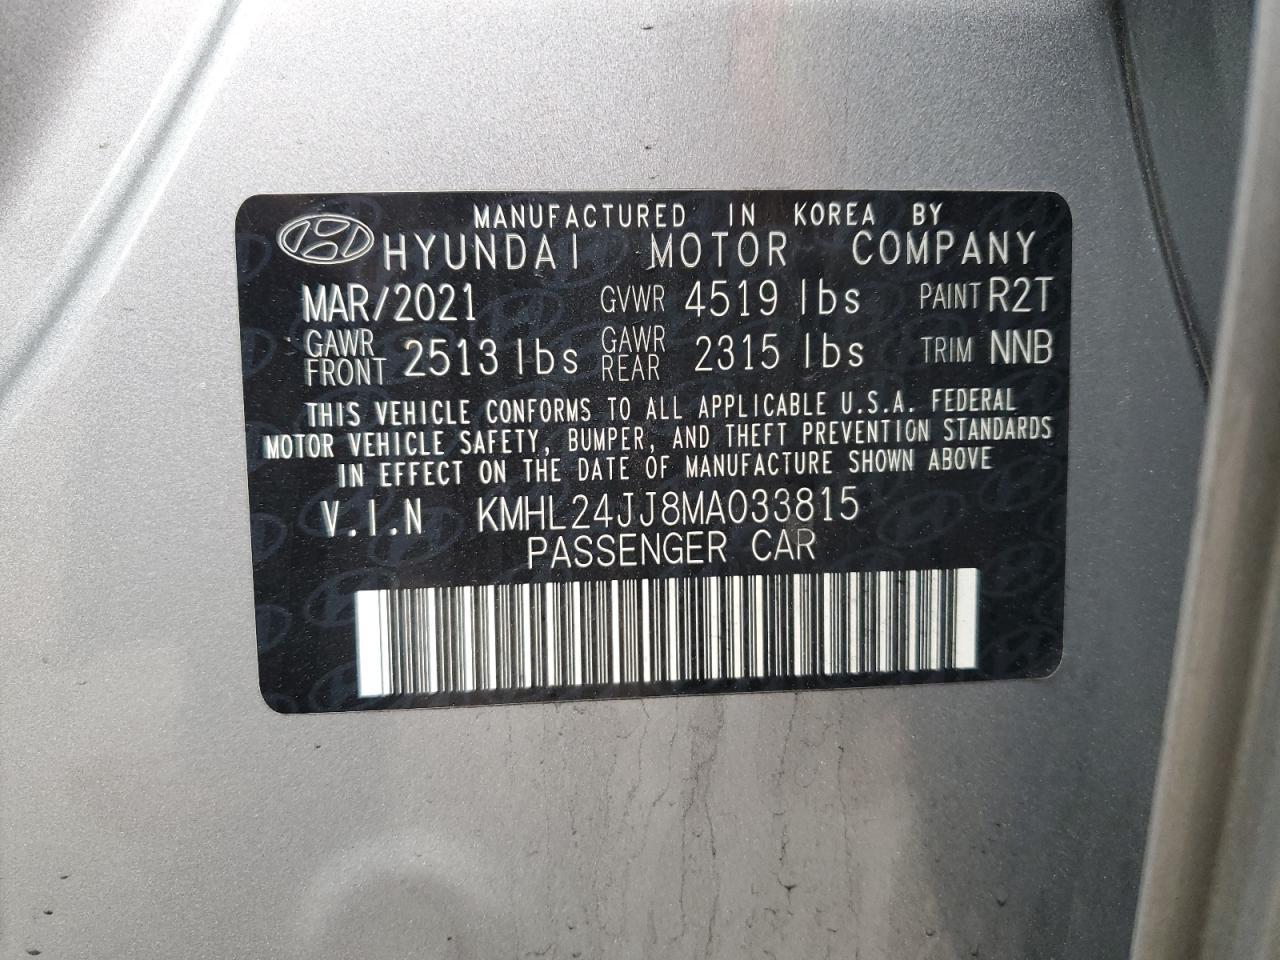 MANUFACTURED IN KOREA BY
HYUNDAI MOTOR COMPANY
MAR/2021 GVWR 4519 lbs PAINT R2T
GAWR FRONT 2513 lbs GAWR REAR 2315 lbs TRIM NNB
THIS VEHICLE CONFORMS TO ALL APPLICABLE U.S.A. FEDERAL
MOTOR VEHICLE SAFETY, BUMPER, AND THEFT PREVENTION STANDARDS
IN EFFECT ON THE DATE OF MANUFACTURE SHOWN ABOVE
V.I.N KMHL24JJ8MA033815
PASSENGER CAR